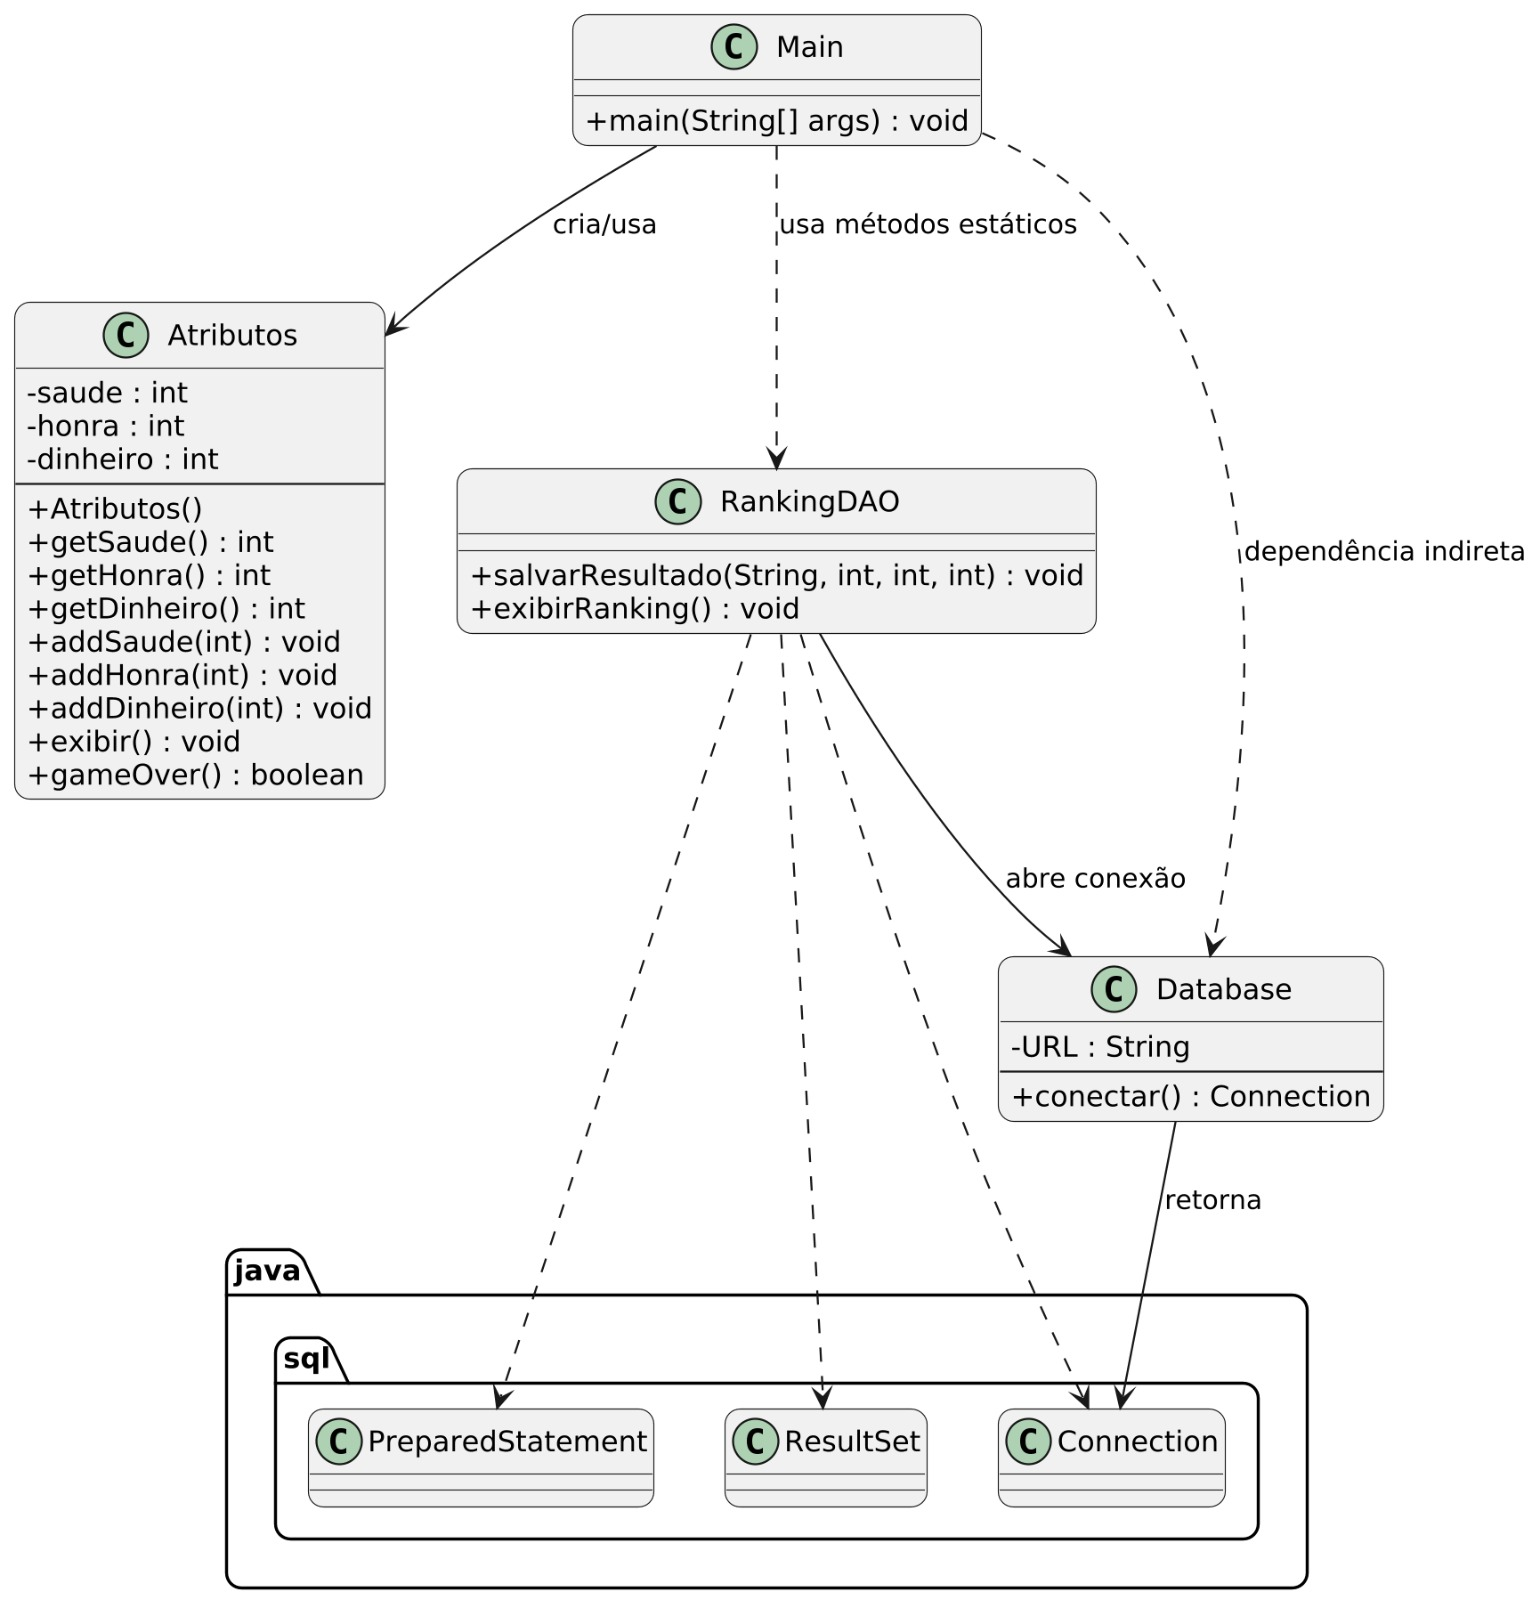 C Main
+main(String[] args) : void
cria/usa
usa métodos estáticos
C Atributos
-saude : int
-honra : int
-dinheiro : int
+Atributos()
+getSaude() : int
+getHonra() : int
+getDinheiro() : int
+addSaude(int) : void
+addHonra(int) : void
+addDinheiro(int) : void
+exibir() : void
+gameOver() : boolean
C RankingDAO
+salvarResultado(String, int, int, int) : void
+exibirRanking() : void
dependência indireta
abre conexão
C Database
-URL : String
+conectar() : Connection
retorna
java
sql
C PreparedStatement
C ResultSet
C Connection